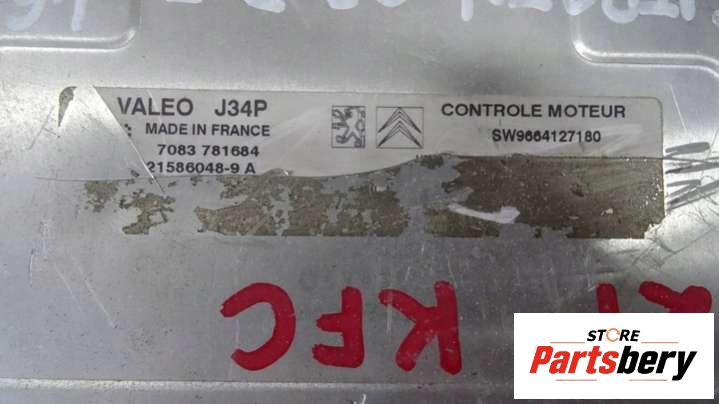 VALEO J34P
MADE IN FRANCE
7083 781684
21586048-9 A
CONTROLE MOTEUR
SW9664127180
KFC
STORE
Partsbery